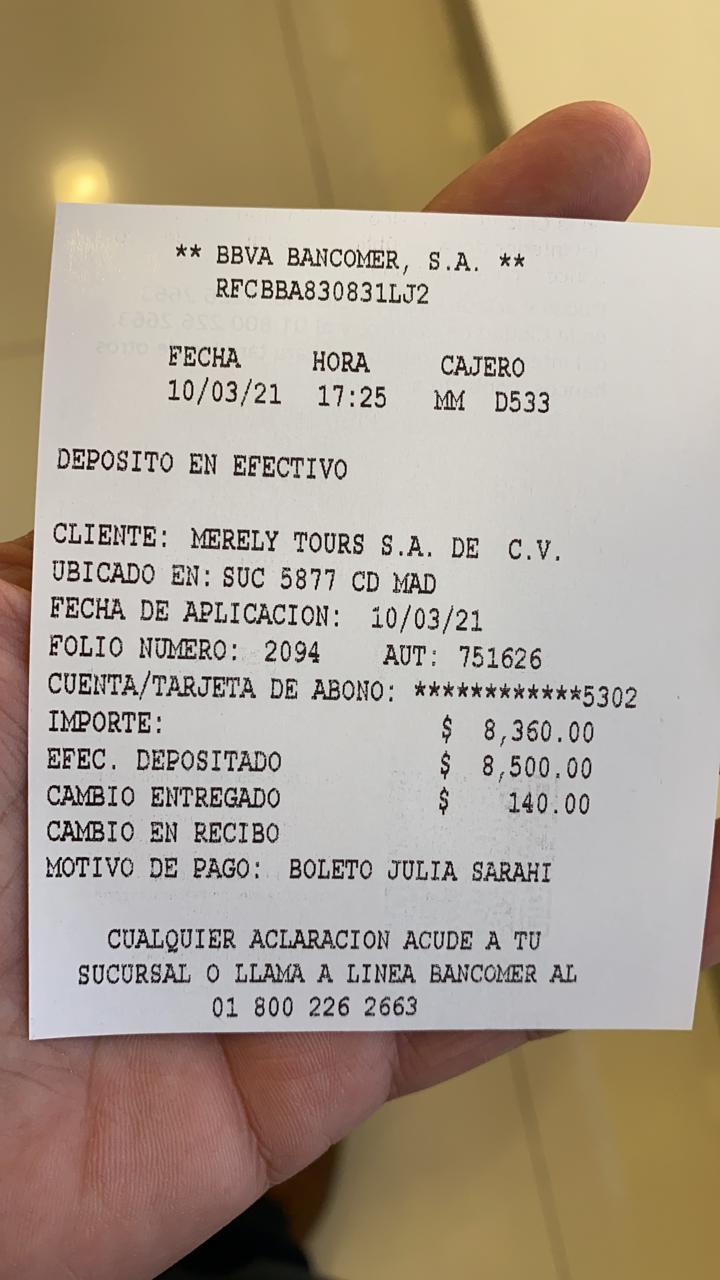 ** BBVA BANCOMER, S.A. **
RFCBBA830831LJ2
FECHA HORA CAJERO
10/03/21 17:25 MM D533
DEPOSITO EN EFECTIVO
CLIENTE: MERELY TOURS S.A. DE C.V.
UBICADO EN: SUC 5877 CD MAD
FECHA DE APLICACION: 10/03/21
FOLIO NUMERO: 2094 AUT: 751626
CUENTA/TARJETA DE ABONO: ************5302
IMPORTE: $ 8,360.00
EFEC. DEPOSITADO $ 8,500.00
CAMBIO ENTREGADO $ 140.00
CAMBIO EN RECIBO
MOTIVO DE PAGO: BOLETO JULIA SARAHI
CUALQUIER ACLARACION ACUDE A TU
SUCURSAL O LLAMA A LINEA BANCOMER AL
01 800 226 2663